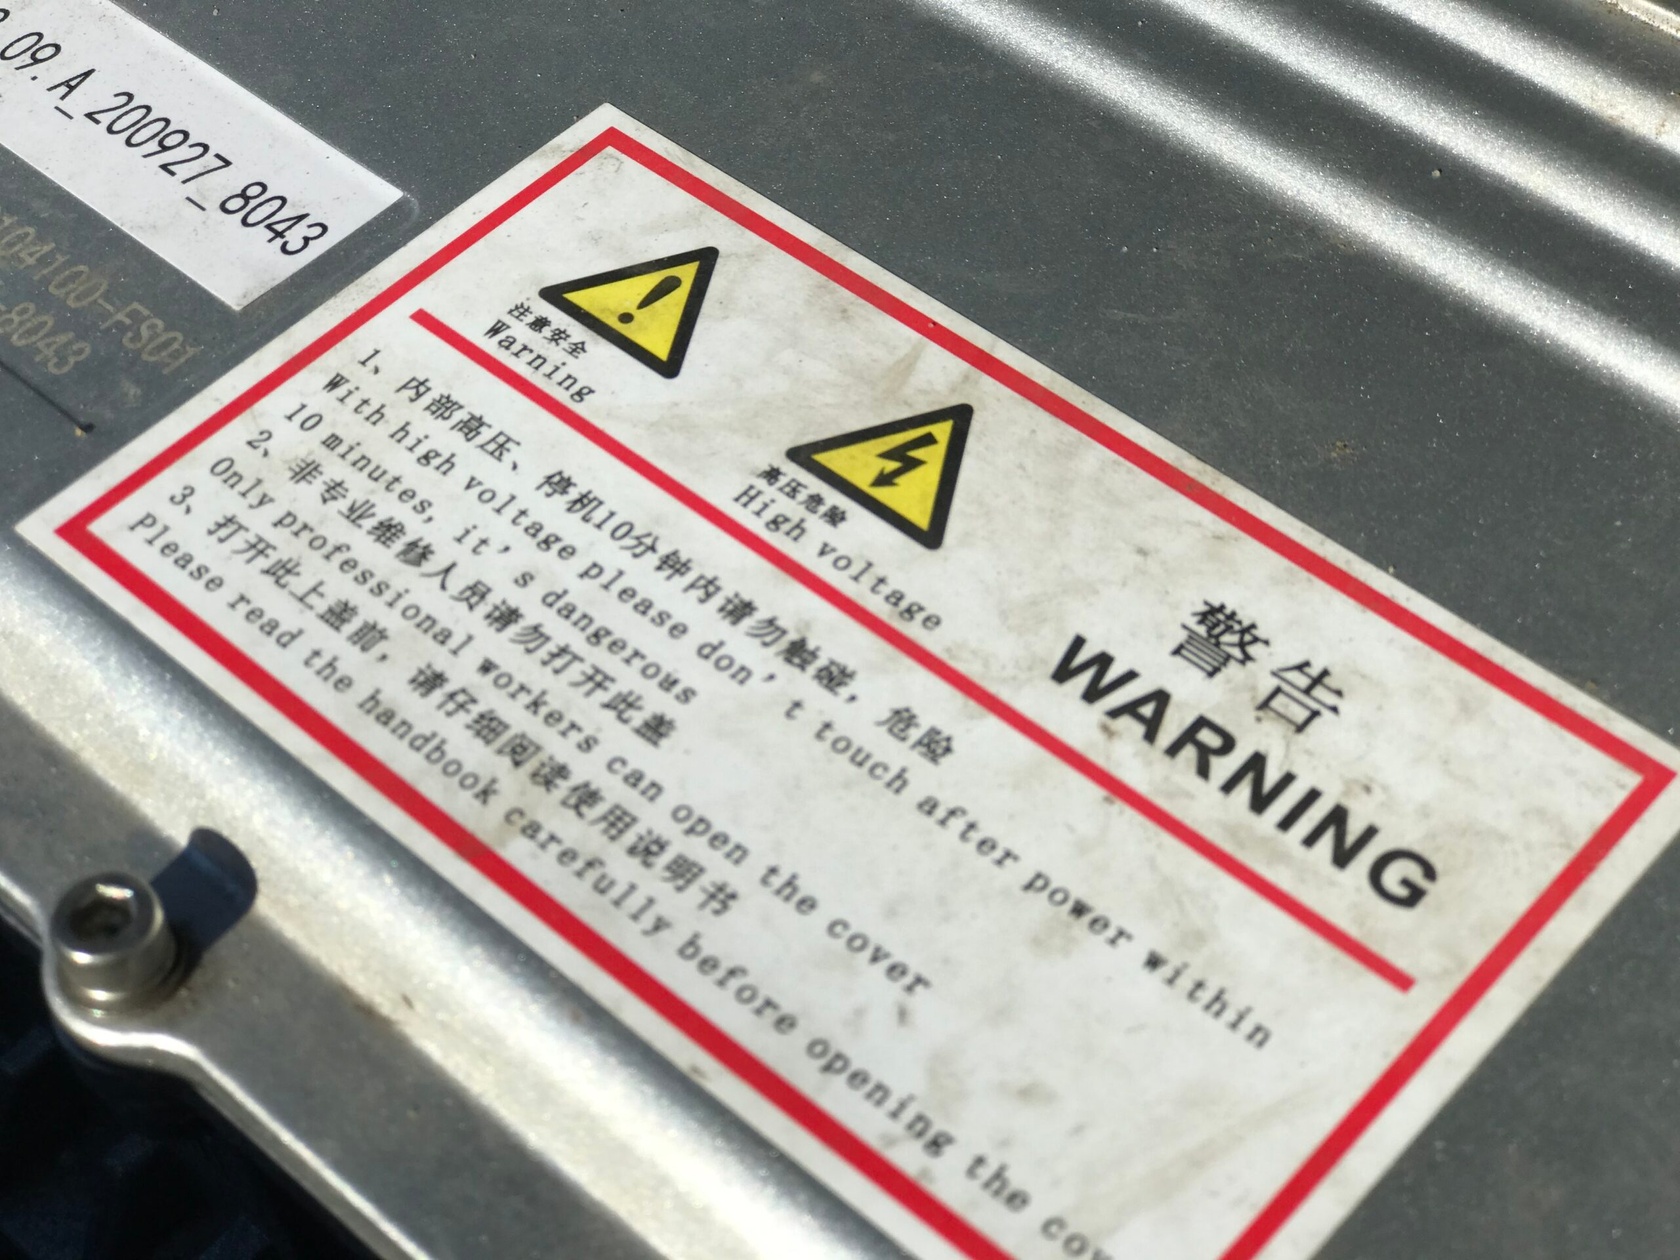 09.A_200927_8043
104100-FS01
-8043
注意安全
Warning
高压危险
High voltage
警告
WARNING
1、内部高压、停机10分钟内请勿触碰，危险
With high voltage please don't touch after power within
10 minutes, it's dangerous
2、非专业维修人员请勿打开此盖
Only professional workers can open the cover
3、打开此上盖前，请仔细阅读使用说明书
Please read the handbook carefully before opening the cov